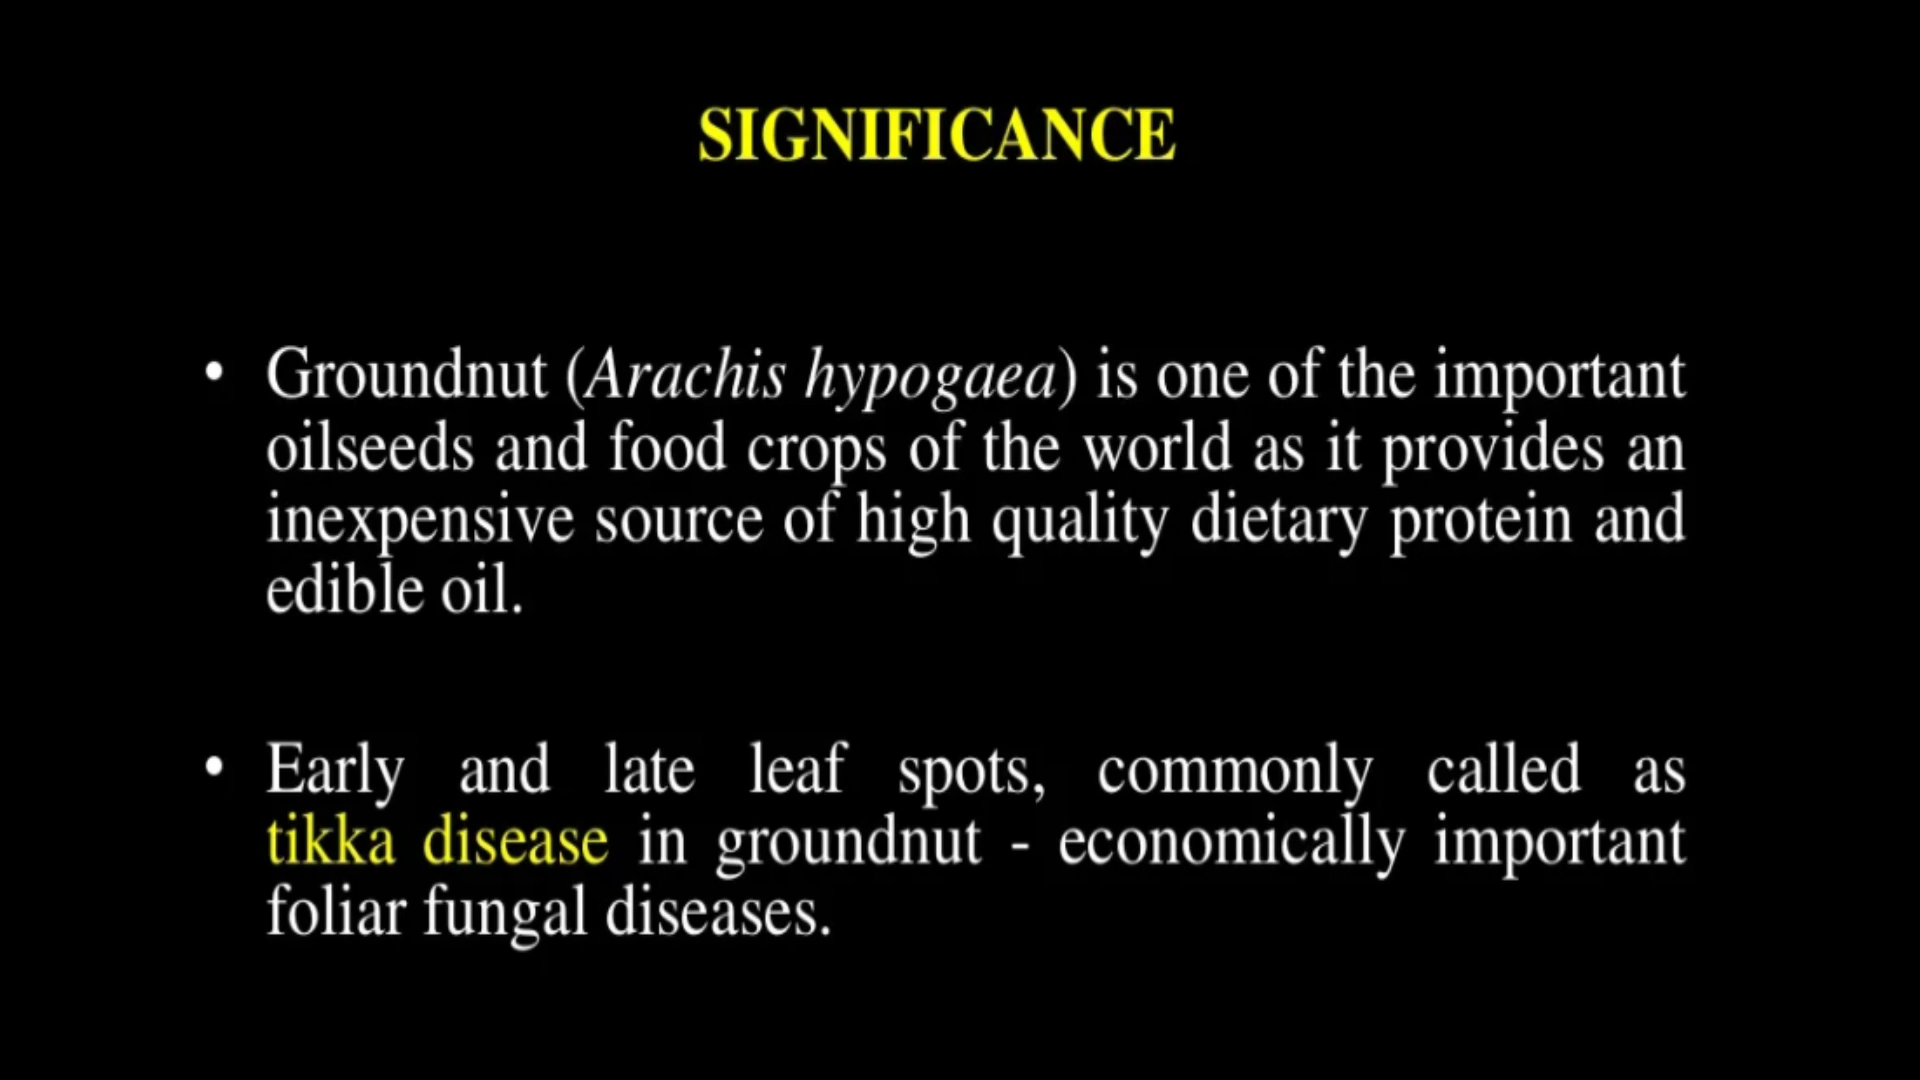 SIGNIFICANCE
• Groundnut (Arachis hypogaea) is one of the important
oilseeds and food crops of the world as it provides an
inexpensive source of high quality dietary protein and
edible oil.
• Early and late leaf spots, commonly called as
tikka disease in groundnut - economically important
foliar fungal diseases.